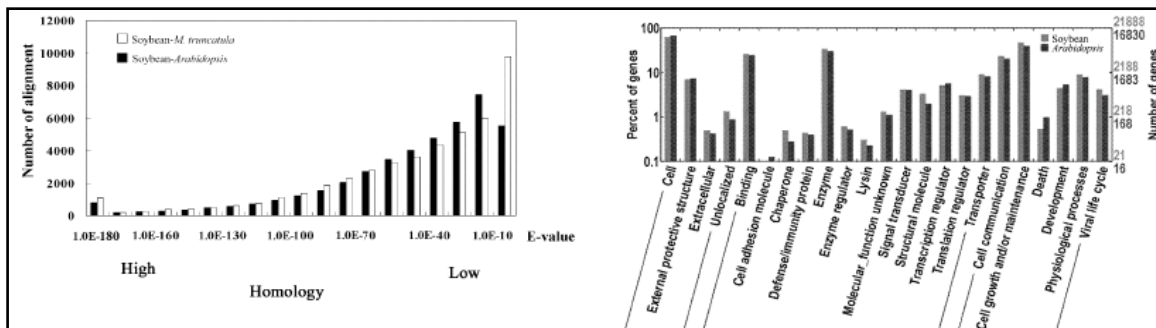 12000
10000
8000
6000
4000
2000
0
Number of alignment
Soybean-M. truncatula
Soybean-Arabidopsis
1.0E-180 1.0E-160 1.0E-130 1.0E-100 1.0E-70 1.0E-40 1.0E-10 E-value
High Low
Homology
100
10
1
0.1
Percent of genes
Soybean
Arabidopsis
21888
16830
2188
1683
218
168
21
16
Number of genes
Cell
External protective structure
Extracellular
Unlocalized
Binding
Cell adhesion molecule
Chaperone
Defense/immunity protein
Enzyme
Enzyme regulator
Lysin
Molecular_function unknown
Signal transducer
Structural molecule
Transcription regulator
Translation regulator
Transporter
Cell communication
Cell growth and/or maintenance
Death
Development
Physiological processes
Viral life cycle